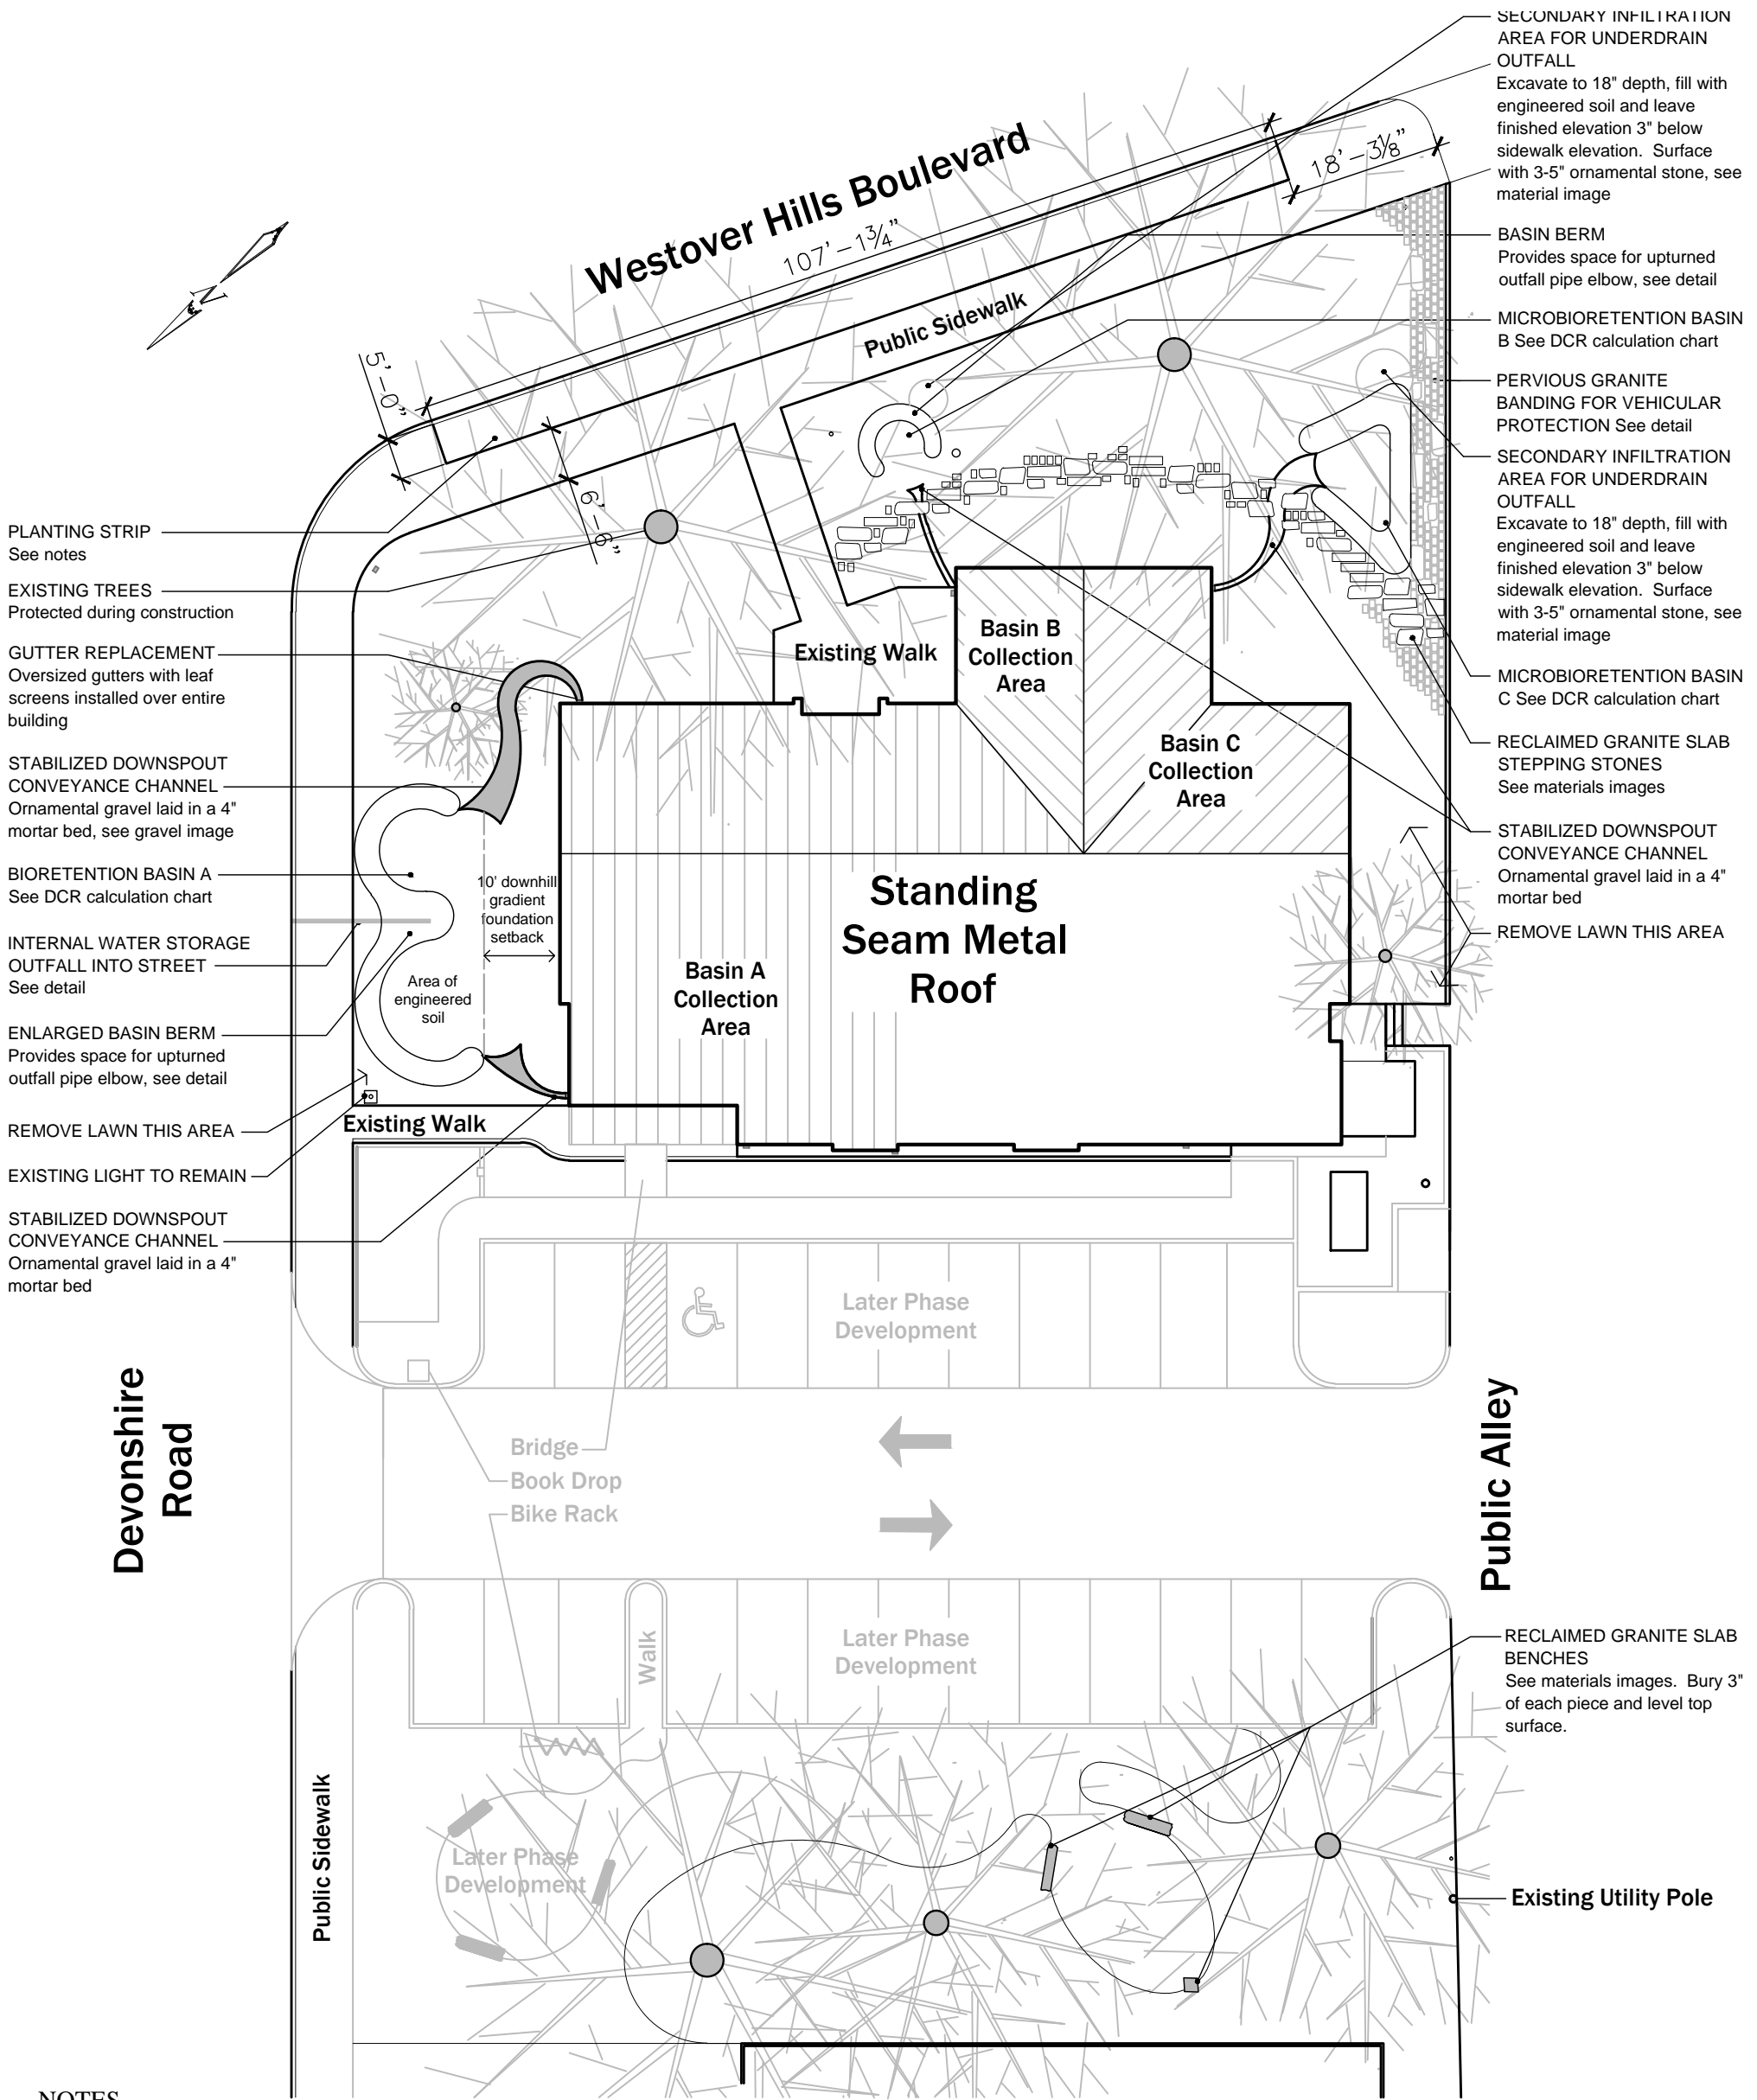 SECONDARY INFILTRATION
AREA FOR UNDERDRAIN
OUTFALL
Excavate to 18" depth, fill with
engineered soil and leave
finished elevation 3" below
sidewalk elevation. Surface
with 3-5" ornamental stone, see
material image
BASIN BERM
Provides space for upturned
outfall pipe elbow, see detail
MICROBIORETENTION BASIN
B See DCR calculation chart
PERVIOUS GRANITE
BANDING FOR VEHICULAR
PROTECTION See detail
SECONDARY INFILTRATION
AREA FOR UNDERDRAIN
OUTFALL
Excavate to 18" depth, fill with
engineered soil and leave
finished elevation 3" below
sidewalk elevation. Surface
with 3-5" ornamental stone, see
material image
MICROBIORETENTION BASIN
C See DCR calculation chart
RECLAIMED GRANITE SLAB
STEPPING STONES
See materials images
STABILIZED DOWNSPOUT
CONVEYANCE CHANNEL
Ornamental gravel laid in a 4"
mortar bed
REMOVE LAWN THIS AREA
Westover Hills Boulevard
107'-1¾"
18'-3⅛"
Public Sidewalk
5'-0"
6'-6"
N
PLANTING STRIP
See notes
EXISTING TREES
Protected during construction
GUTTER REPLACEMENT
Oversized gutters with leaf
screens installed over entire
building
STABILIZED DOWNSPOUT
CONVEYANCE CHANNEL
Ornamental gravel laid in a 4"
mortar bed, see gravel image
BIORETENTION BASIN A
See DCR calculation chart
INTERNAL WATER STORAGE
OUTFALL INTO STREET
See detail
ENLARGED BASIN BERM
Provides space for upturned
outfall pipe elbow, see detail
REMOVE LAWN THIS AREA
EXISTING LIGHT TO REMAIN
STABILIZED DOWNSPOUT
CONVEYANCE CHANNEL
Ornamental gravel laid in a 4"
mortar bed
Existing Walk
Basin B
Collection
Area
Basin C
Collection
Area
10' downhill
gradient
foundation
setback
Area of
engineered
soil
Standing
Seam Metal
Roof
Basin A
Collection
Area
Existing Walk
Later Phase
Development
Devonshire
Road
Public Alley
Bridge
Book Drop
Bike Rack
Walk
Later Phase
Development
RECLAIMED GRANITE SLAB
BENCHES
See materials images. Bury 3"
of each piece and level top
surface.
Public Sidewalk
Later Phase
Development
Existing Utility Pole
NOTES